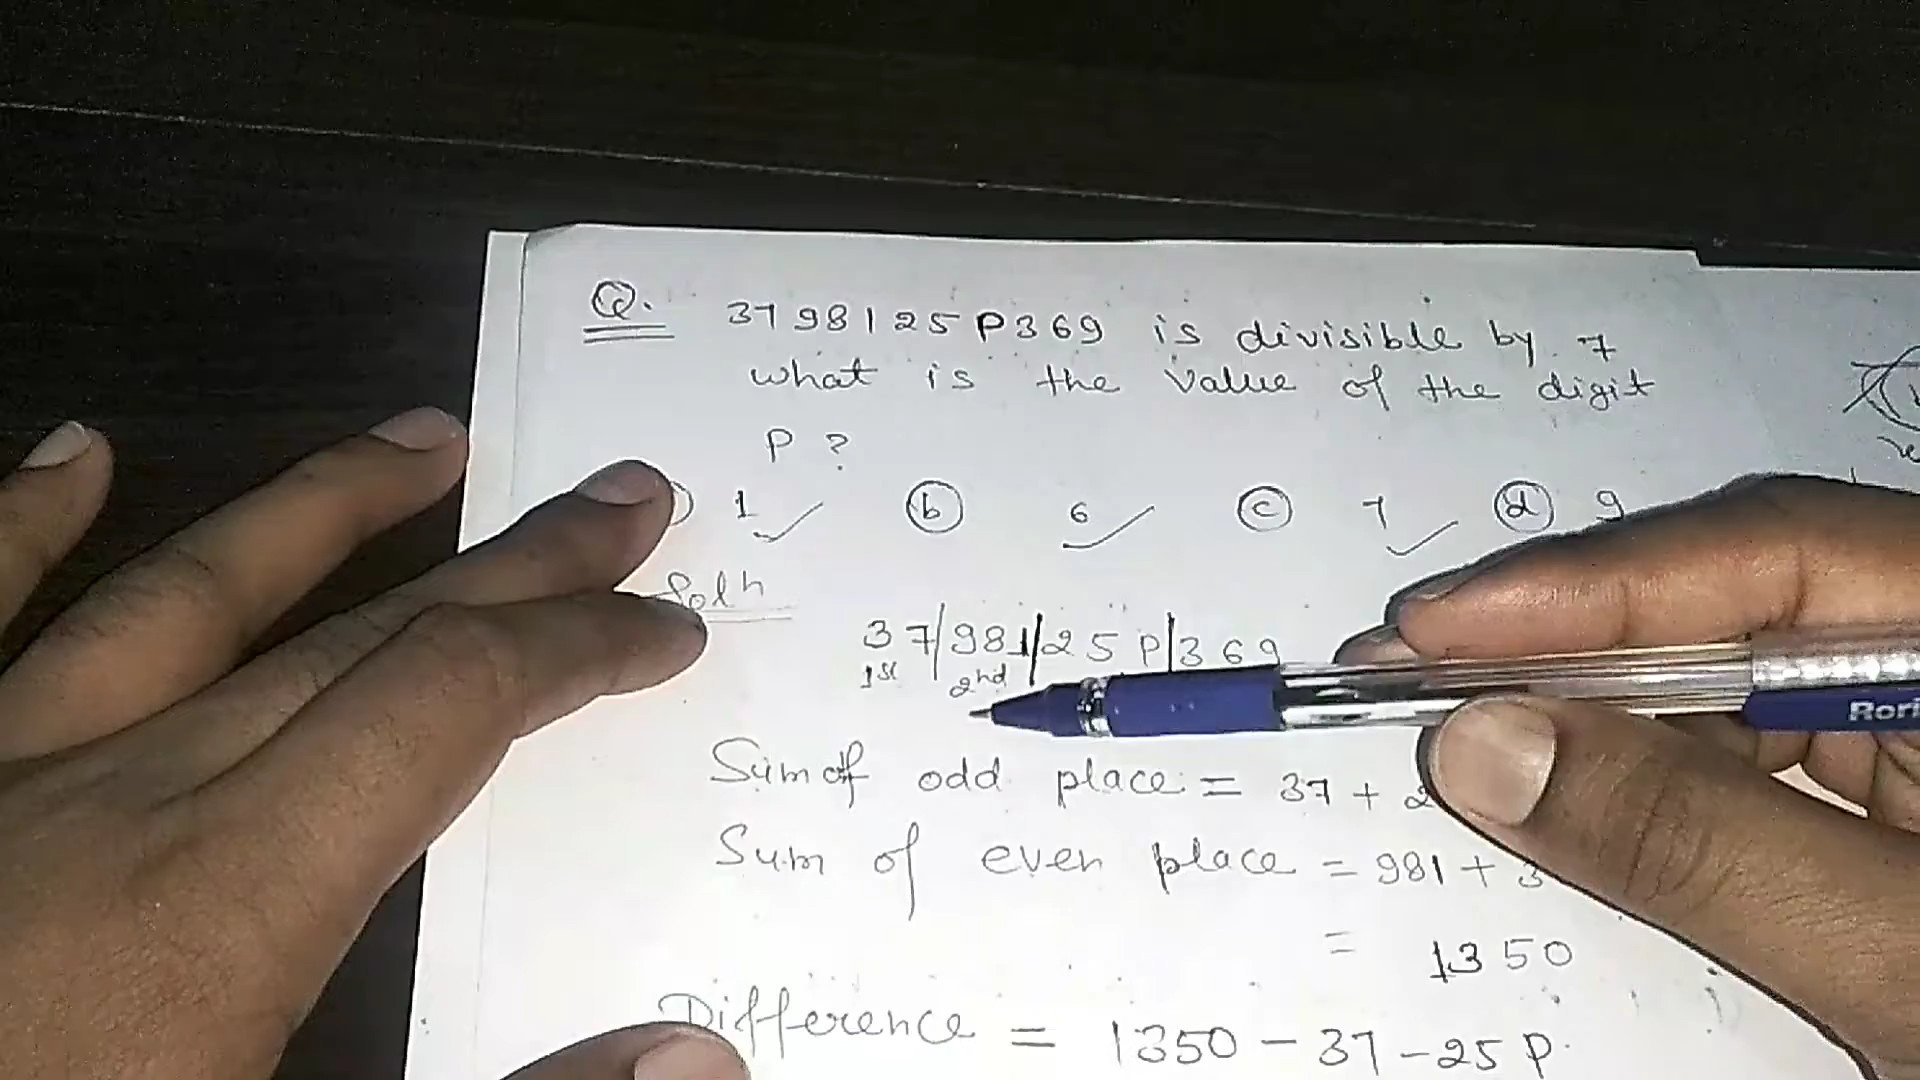 Q. 3798125P369 is divisible by 7
what is the value of the digit
P ?
1 (b) 6 (c) 7 (d) 9
Soln
37/981/25P/369
1st 2nd
Rori
Sum of odd place = 37 + 2
Sum of even place = 981 + 3
= 1350
Difference = 1350 - 37 - 25P